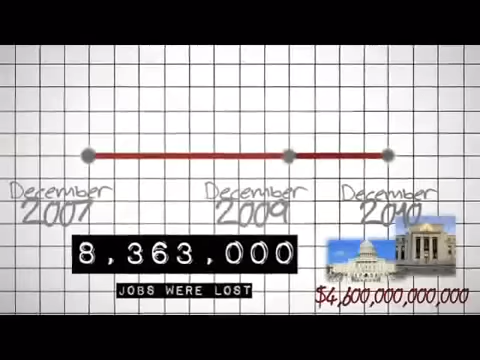 December
2007
December
2009
December
2010
8,363,000
JOBS WERE LOST
$4,600,000,000,000